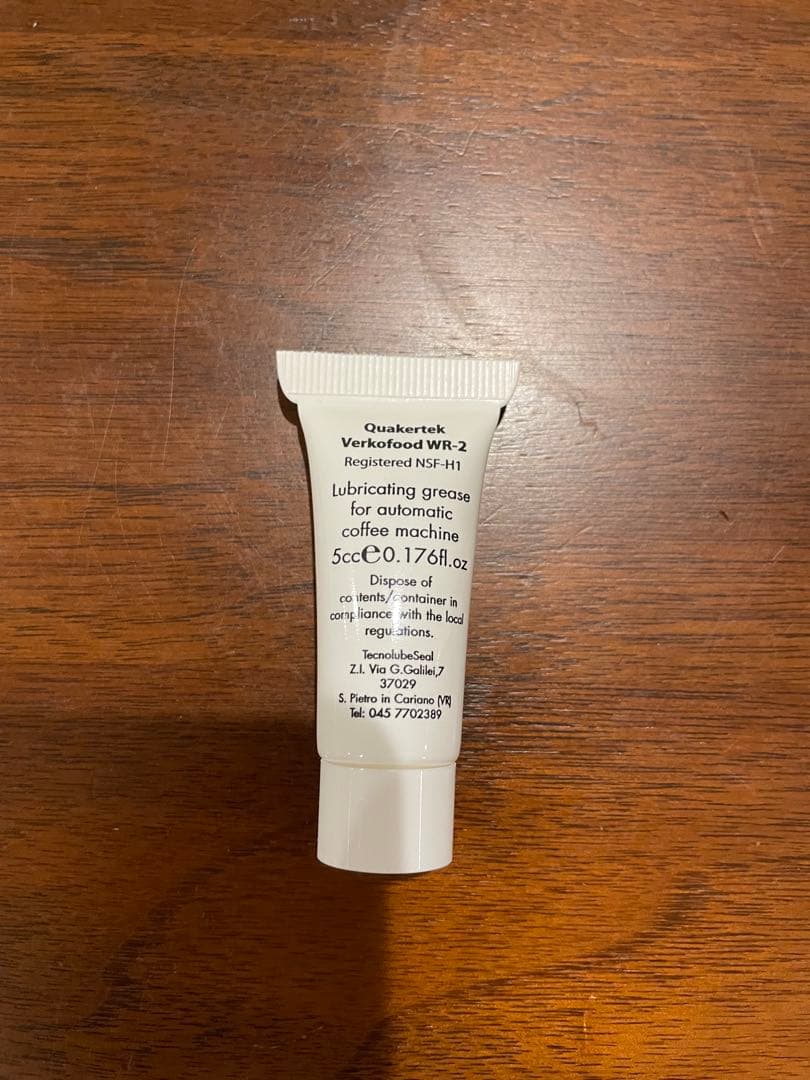 Quakertek
Verkofood WR-2
Registered NSF-H1
Lubricating grease
for automatic
coffee machine
5cc℮0.176fl.oz
Dispose of
contents/container in
compliance with the local
regulations.
TecnolubeSeal
Z.I. Via G.Galilei,7
37029
S. Pietro in Cariano (VR)
Tel: 045 7702389